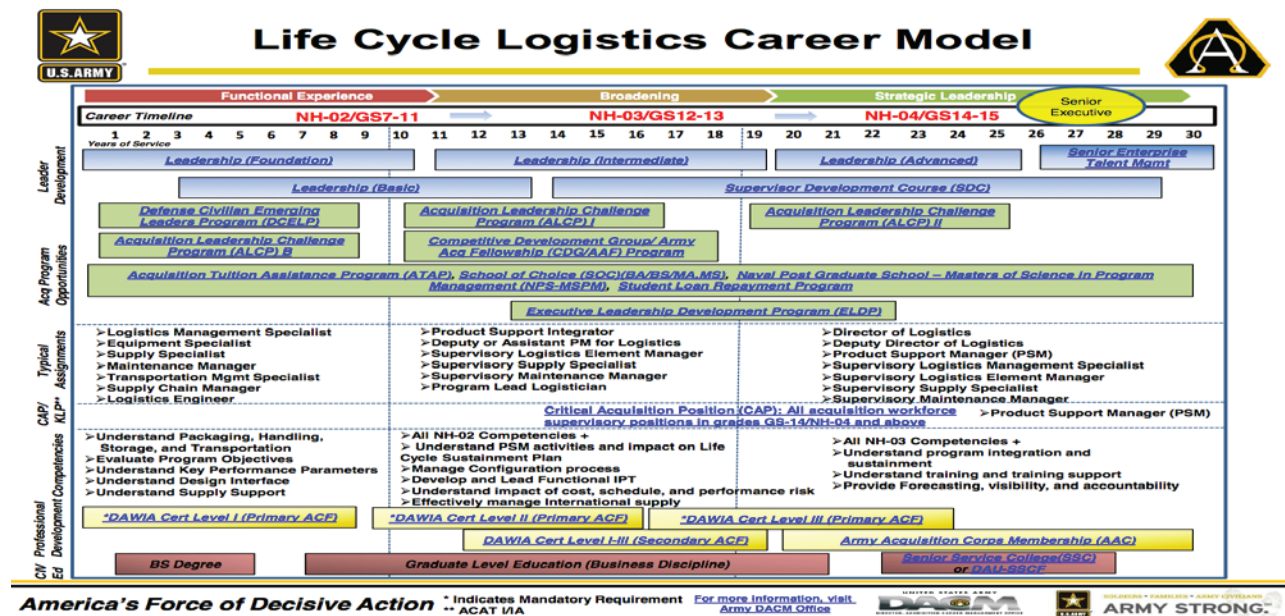 Life Cycle Logistics Career Model
U.S.ARMY
Functional Experience
Broadening
Strategic Leadership
Senior
Executive
Career Timeline
NH-02/GS7-11
NH-03/GS12-13
NH-04/GS14-15
1 2 3 4 5 6 7 8 9 10 11 12 13 14 15 16 17 18 19 20 21 22 23 24 25 26 27 28 29 30
Years of Service
Leader
Development
Leadership (Foundation)
Leadership (Intermediate)
Leadership (Advanced)
Senior Enterprise
Talent Mgmt
Leadership (Basic)
Supervisor Development Course (SDC)
Acq Program
Opportunities
Defense Civilian Emerging
Leaders Program (DCELP)
Acquisition Leadership Challenge
Program (ALCP) I
Acquisition Leadership Challenge
Program (ALCP) II
Acquisition Leadership Challenge
Program (ALCP) B
Competitive Development Group/ Army
Acq Fellowship (CDG/AAF) Program
Acquisition Tuition Assistance Program (ATAP), School of Choice (SOC)(BA/BS/MA.MS), Naval Post Graduate School – Masters of Science in Program
Management (NPS-MSPM), Student Loan Repayment Program
Executive Leadership Development Program (ELDP)
Typical
Assignments
➢Logistics Management Specialist
➢Equipment Specialist
➢Supply Specialist
➢Maintenance Manager
➢Transportation Mgmt Specialist
➢Supply Chain Manager
➢Logistics Engineer
➢Product Support Integrator
➢Deputy or Assistant PM for Logistics
➢Supervisory Logistics Element Manager
➢Supervisory Supply Specialist
➢Supervisory Maintenance Manager
➢Program Lead Logistician
➢Director of Logistics
➢Deputy Director of Logistics
➢Product Support Manager (PSM)
➢Supervisory Logistics Management Specialist
➢Supervisory Logistics Element Manager
➢Supervisory Supply Specialist
➢Supervisory Maintenance Manager
CAP/
KLP**
Critical Acquisition Position (CAP): All acquisition workforce
supervisory positions in grades GS-14/NH-04 and above
➢Product Support Manager (PSM)
Competencies
➢Understand Packaging, Handling,
Storage, and Transportation
➢Evaluate Program Objectives
➢Understand Key Performance Parameters
➢Understand Design Interface
➢Understand Supply Support
➢All NH-02 Competencies +
➢ Understand PSM activities and impact on Life
Cycle Sustainment Plan
➢Manage Configuration process
➢Develop and Lead Functional IPT
➢Understand impact of cost, schedule, and performance risk
➢Effectively manage International supply
➢All NH-03 Competencies +
➢Understand program integration and
sustainment
➢Understand training and training support
➢Provide Forecasting, visibility, and accountability
Professional
Development
*DAWIA Cert Level I (Primary ACF)
*DAWIA Cert Level II (Primary ACF)
*DAWIA Cert Level III (Primary ACF)
DAWIA Cert Level I-III (Secondary ACF)
Army Acquisition Corps Membership (AAC)
Civ
Ed
BS Degree
Graduate Level Education (Business Discipline)
Senior Service College(SSC)
or DAU-SSCF
America's Force of Decisive Action
* Indicates Mandatory Requirement
** ACAT I/IA
For more information, visit
Army DACM Office
UNITED STATES ARMY
DACM
DIRECTOR, ACQUISITION CAREER MANAGEMENT OFFICE
U.S.ARMY
SOLDIERS • FAMILIES • ARMY CIVILIANS
ARMY STRONG